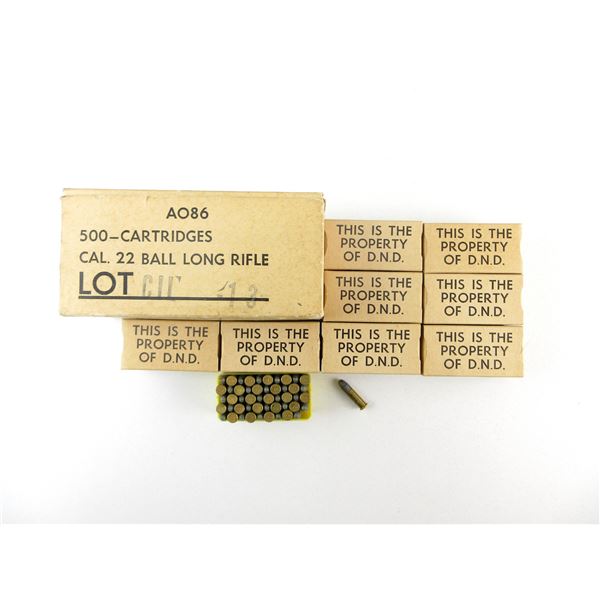 AO86
500-CARTRIDGES
CAL. 22 BALL LONG RIFLE
LOT CIL 13
THIS IS THE
PROPERTY
OF D.N.D.
THIS IS THE
PROPERTY
OF D.N.D.
THIS IS THE
PROPERTY
OF D.N.D.
THIS IS THE
PROPERTY
OF D.N.D.
THIS IS THE
PROPERTY
OF D.N.D.
THIS IS THE
PROPERTY
OF D.N.D.
THIS IS THE
PROPERTY
OF D.N.D.
THIS IS THE
PROPERTY
OF D.N.D.